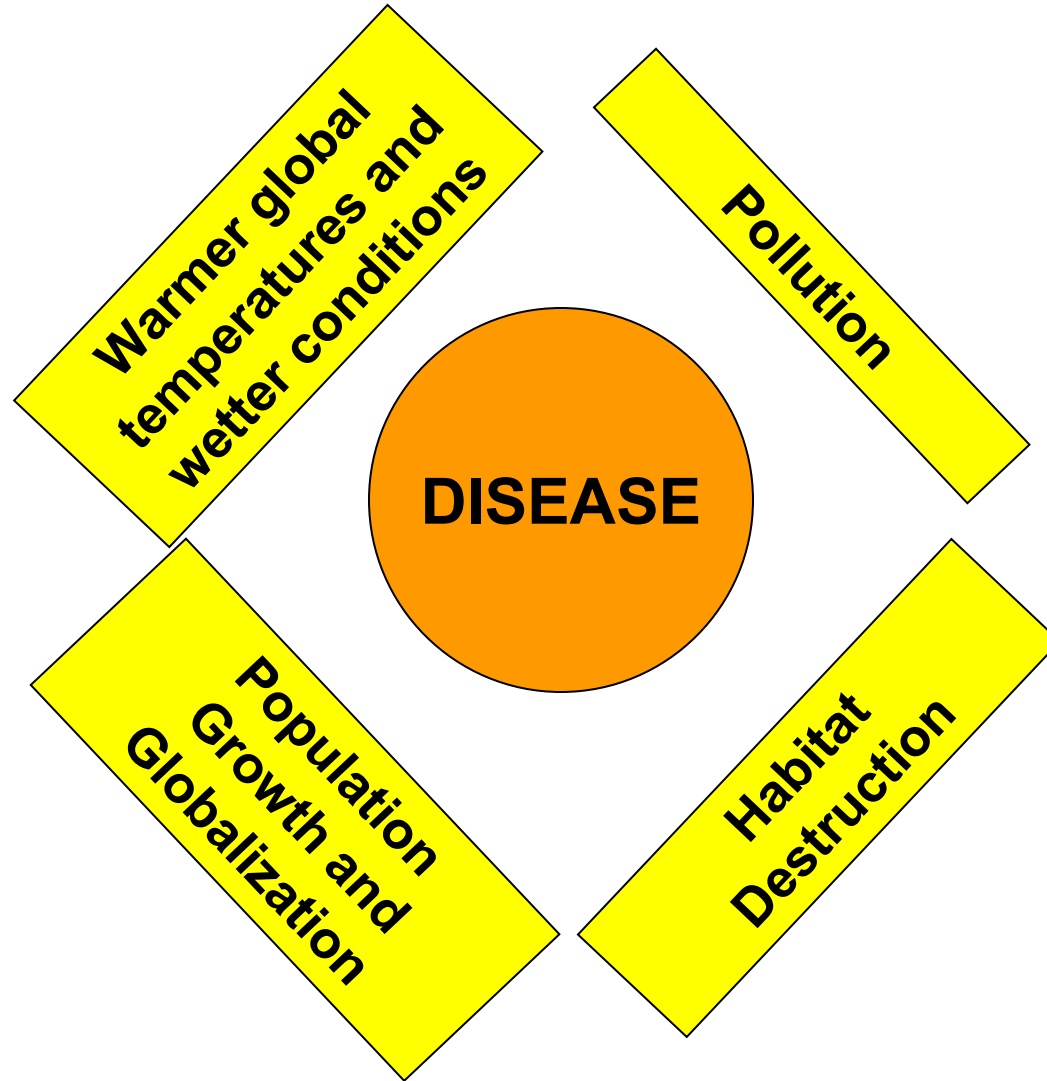 Warmer global
temperatures and
wetter conditions
Pollution
DISEASE
Population
Growth and
Globalization
Habitat
Destruction